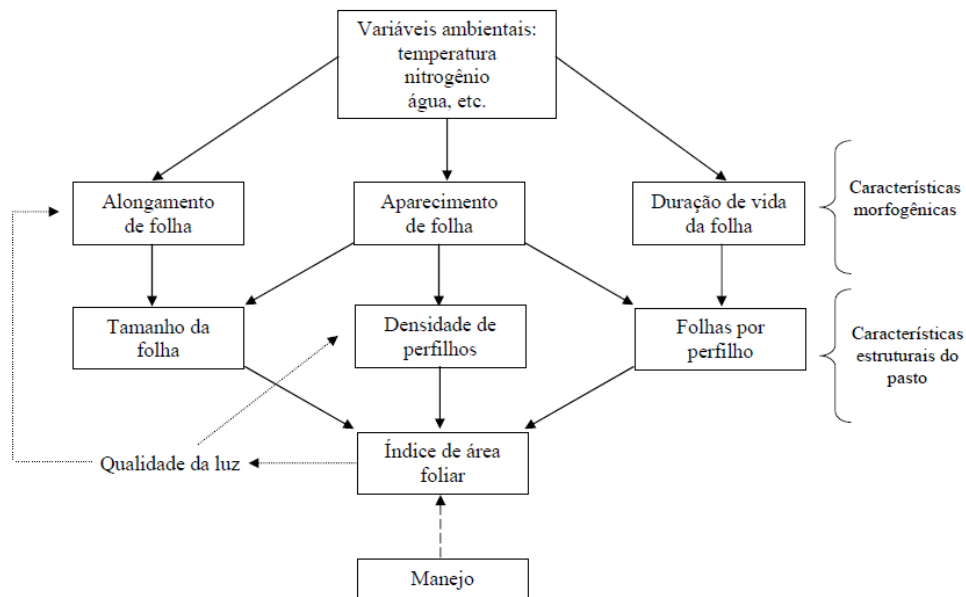 Variáveis ambientais:
temperatura
nitrogênio
água, etc.
Alongamento
de folha
Aparecimento
de folha
Duração de vida
da folha
Características
morfogênicas
Tamanho da
folha
Densidade de
perfilhos
Folhas por
perfilho
Características
estruturais do
pasto
Qualidade da luz
Índice de área
foliar
Manejo